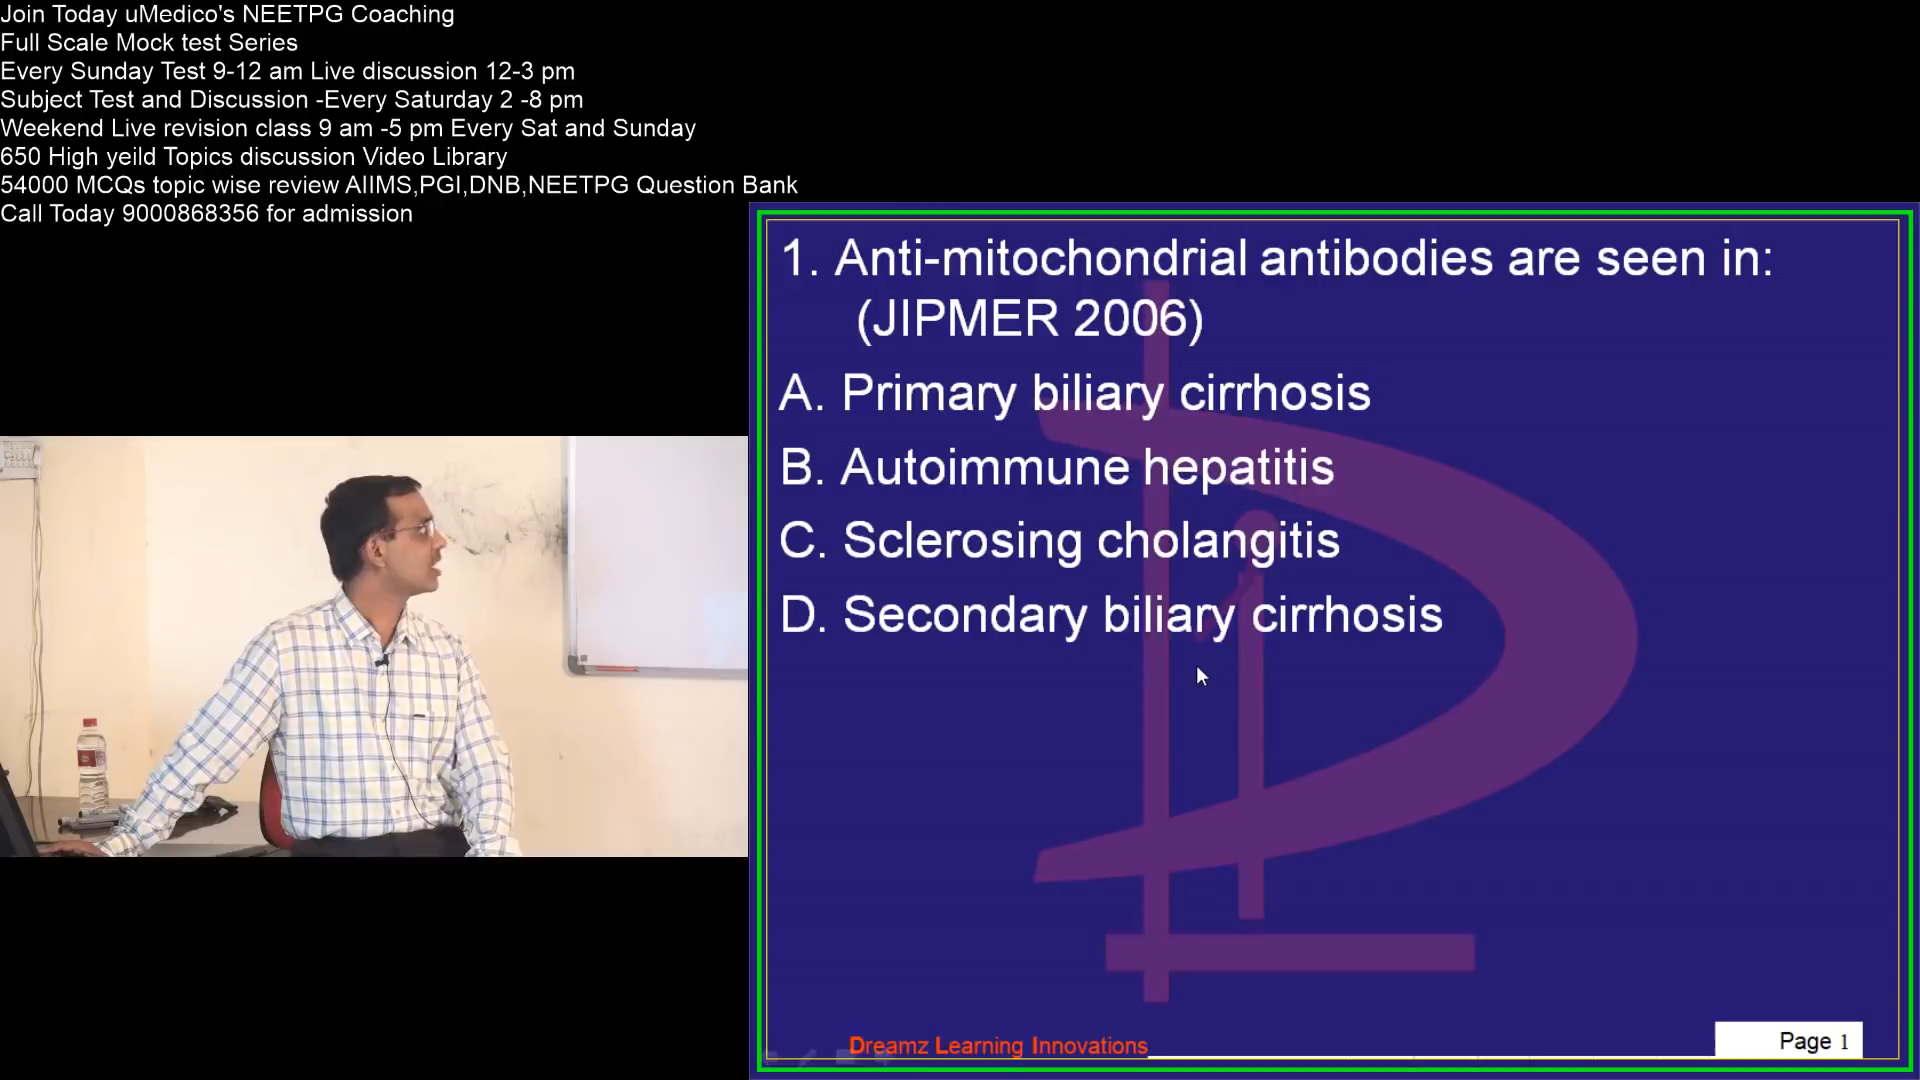 Join Today uMedico's NEETPG Coaching
Full Scale Mock test Series
Every Sunday Test 9-12 am Live discussion 12-3 pm
Subject Test and Discussion -Every Saturday 2 -8 pm
Weekend Live revision class 9 am -5 pm Every Sat and Sunday
650 High yeild Topics discussion Video Library
54000 MCQs topic wise review AIIMS,PGI,DNB,NEETPG Question Bank
Call Today 9000868356 for admission
1. Anti-mitochondrial antibodies are seen in:
(JIPMER 2006)
A. Primary biliary cirrhosis
B. Autoimmune hepatitis
C. Sclerosing cholangitis
D. Secondary biliary cirrhosis
Dreamz Learning Innovations
Page 1